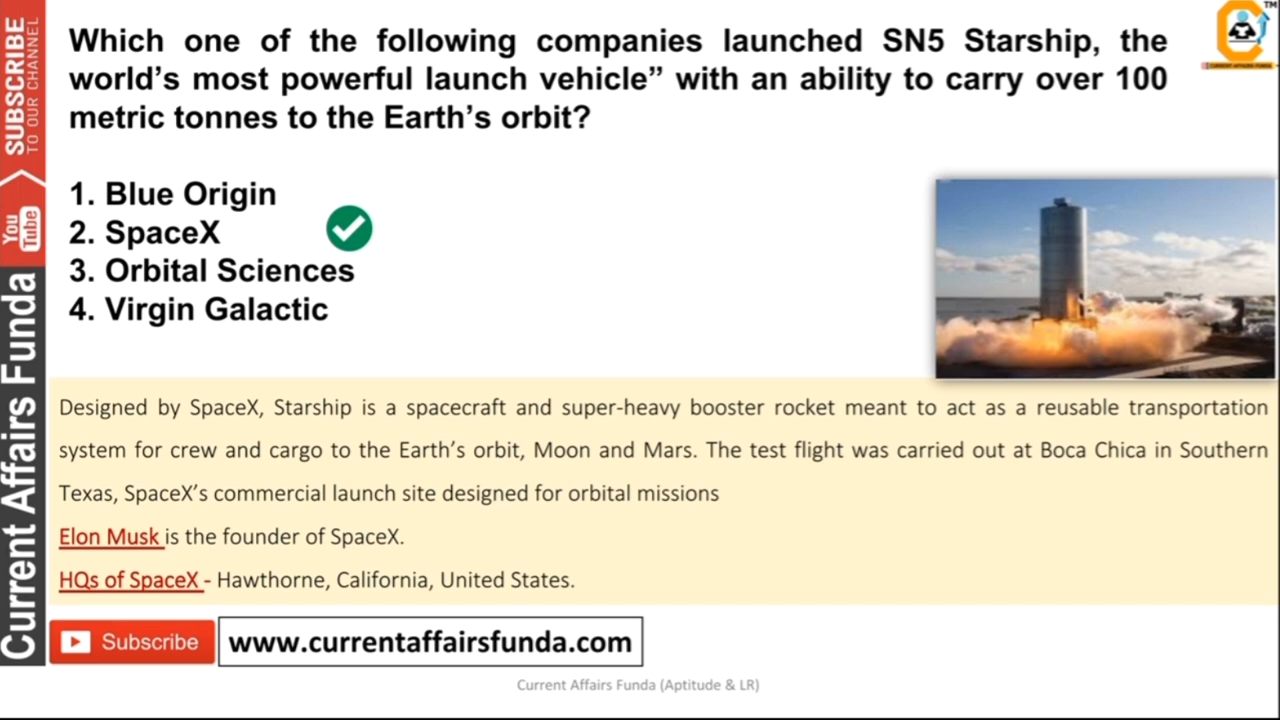 Which one of the following companies launched SN5 Starship, the
world's most powerful launch vehicle” with an ability to carry over 100
metric tonnes to the Earth's orbit?
1. Blue Origin
2. SpaceX
3. Orbital Sciences
4. Virgin Galactic
Designed by SpaceX, Starship is a spacecraft and super-heavy booster rocket meant to act as a reusable transportation
system for crew and cargo to the Earth's orbit, Moon and Mars. The test flight was carried out at Boca Chica in Southern
Texas, SpaceX's commercial launch site designed for orbital missions
Elon Musk is the founder of SpaceX.
HQs of SpaceX - Hawthorne, California, United States.
Subscribe
www.currentaffairsfunda.com
Current Affairs Funda (Aptitude & LR)
SUBSCRIBE
TO OUR CHANNEL
You
Tube
Current Affairs Funda
TM
CURRENT AFFAIRS FUNDA